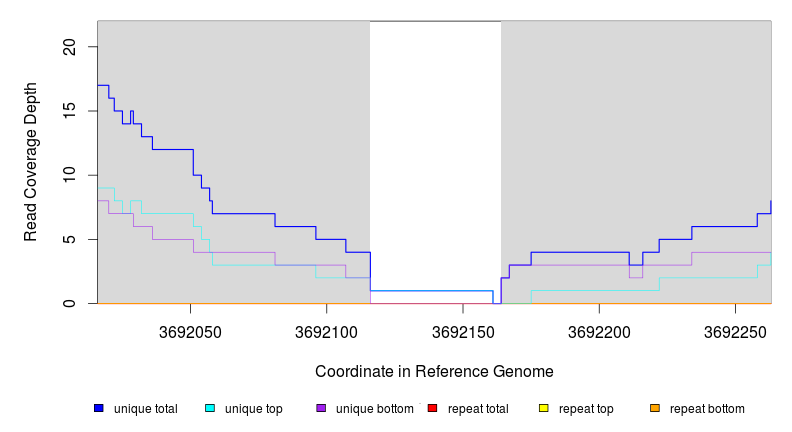 20
15
10
5
0
Read Coverage Depth
3692050 3692100 3692150 3692200 3692250
Coordinate in Reference Genome
unique total unique top unique bottom repeat total repeat top repeat bottom